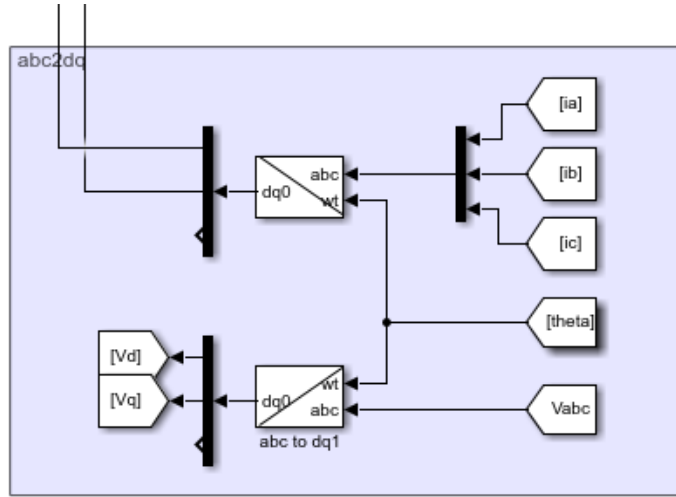 abc2dq
[ia]
abc
dq0
wt
[ib]
[ic]
[theta]
[Vd]
wt
dq0
abc
[Vq]
Vabc
abc to dq1